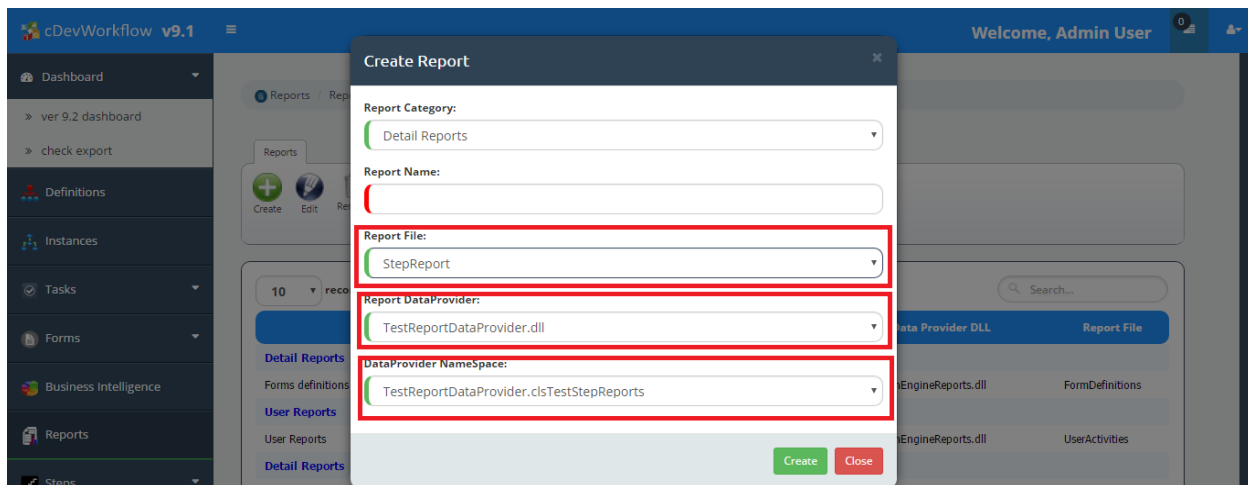 cDevWorkflow v9.1
Welcome, Admin User
0
Dashboard
» ver 9.2 dashboard
» check export
Definitions
Instances
Tasks
Forms
Business Intelligence
Reports
Steps
Reports / Rep
Reports
Create Edit Re
10 reco
Search...
Data Provider DLL Report File
Detail Reports
Forms definitions nEngineReports.dll FormDefinitions
User Reports
User Reports nEngineReports.dll UserActivities
Detail Reports
Create Report
×
Report Category:
Detail Reports
Report Name:
Report File:
StepReport
Report DataProvider:
TestReportDataProvider.dll
DataProvider NameSpace:
TestReportDataProvider.clsTestStepReports
Create Close